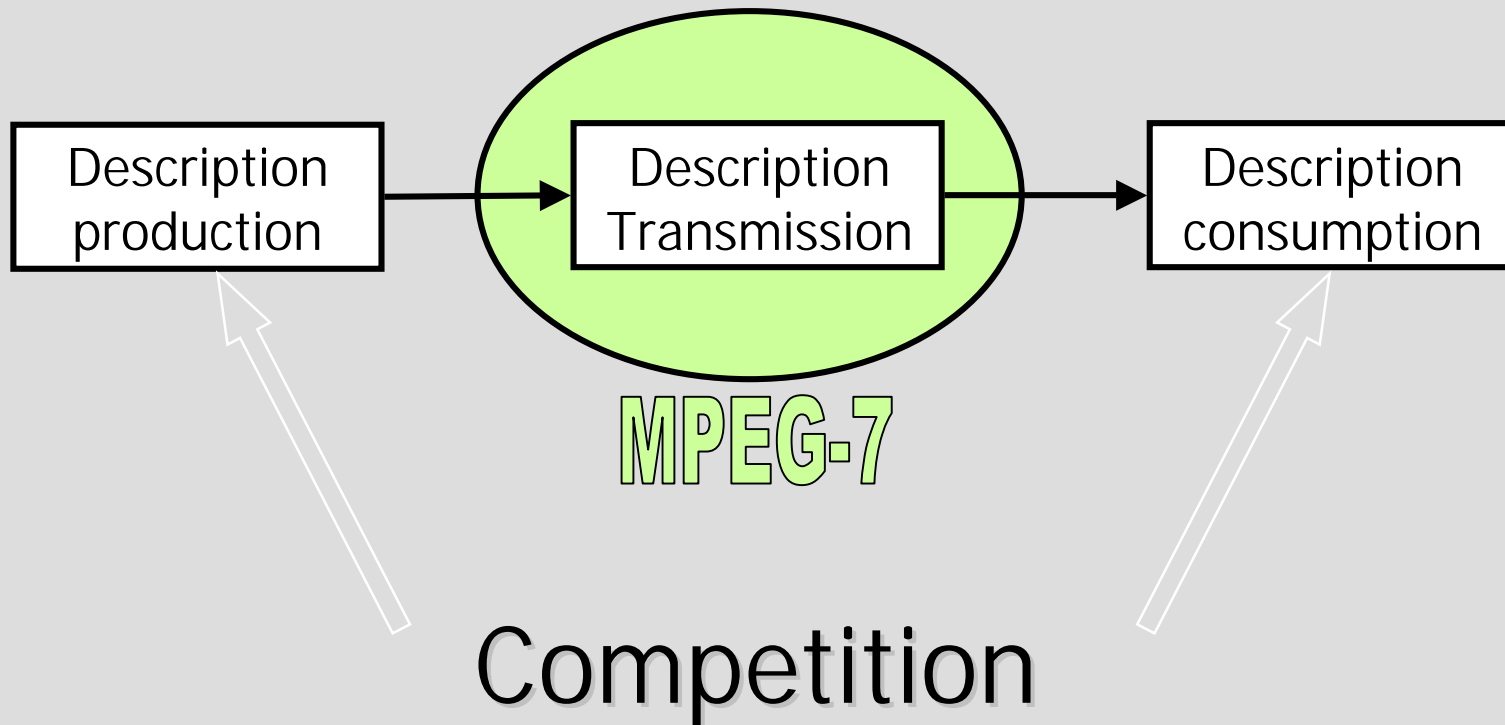 Description
production
Description
Transmission
Description
consumption
MPEG-7
Competition